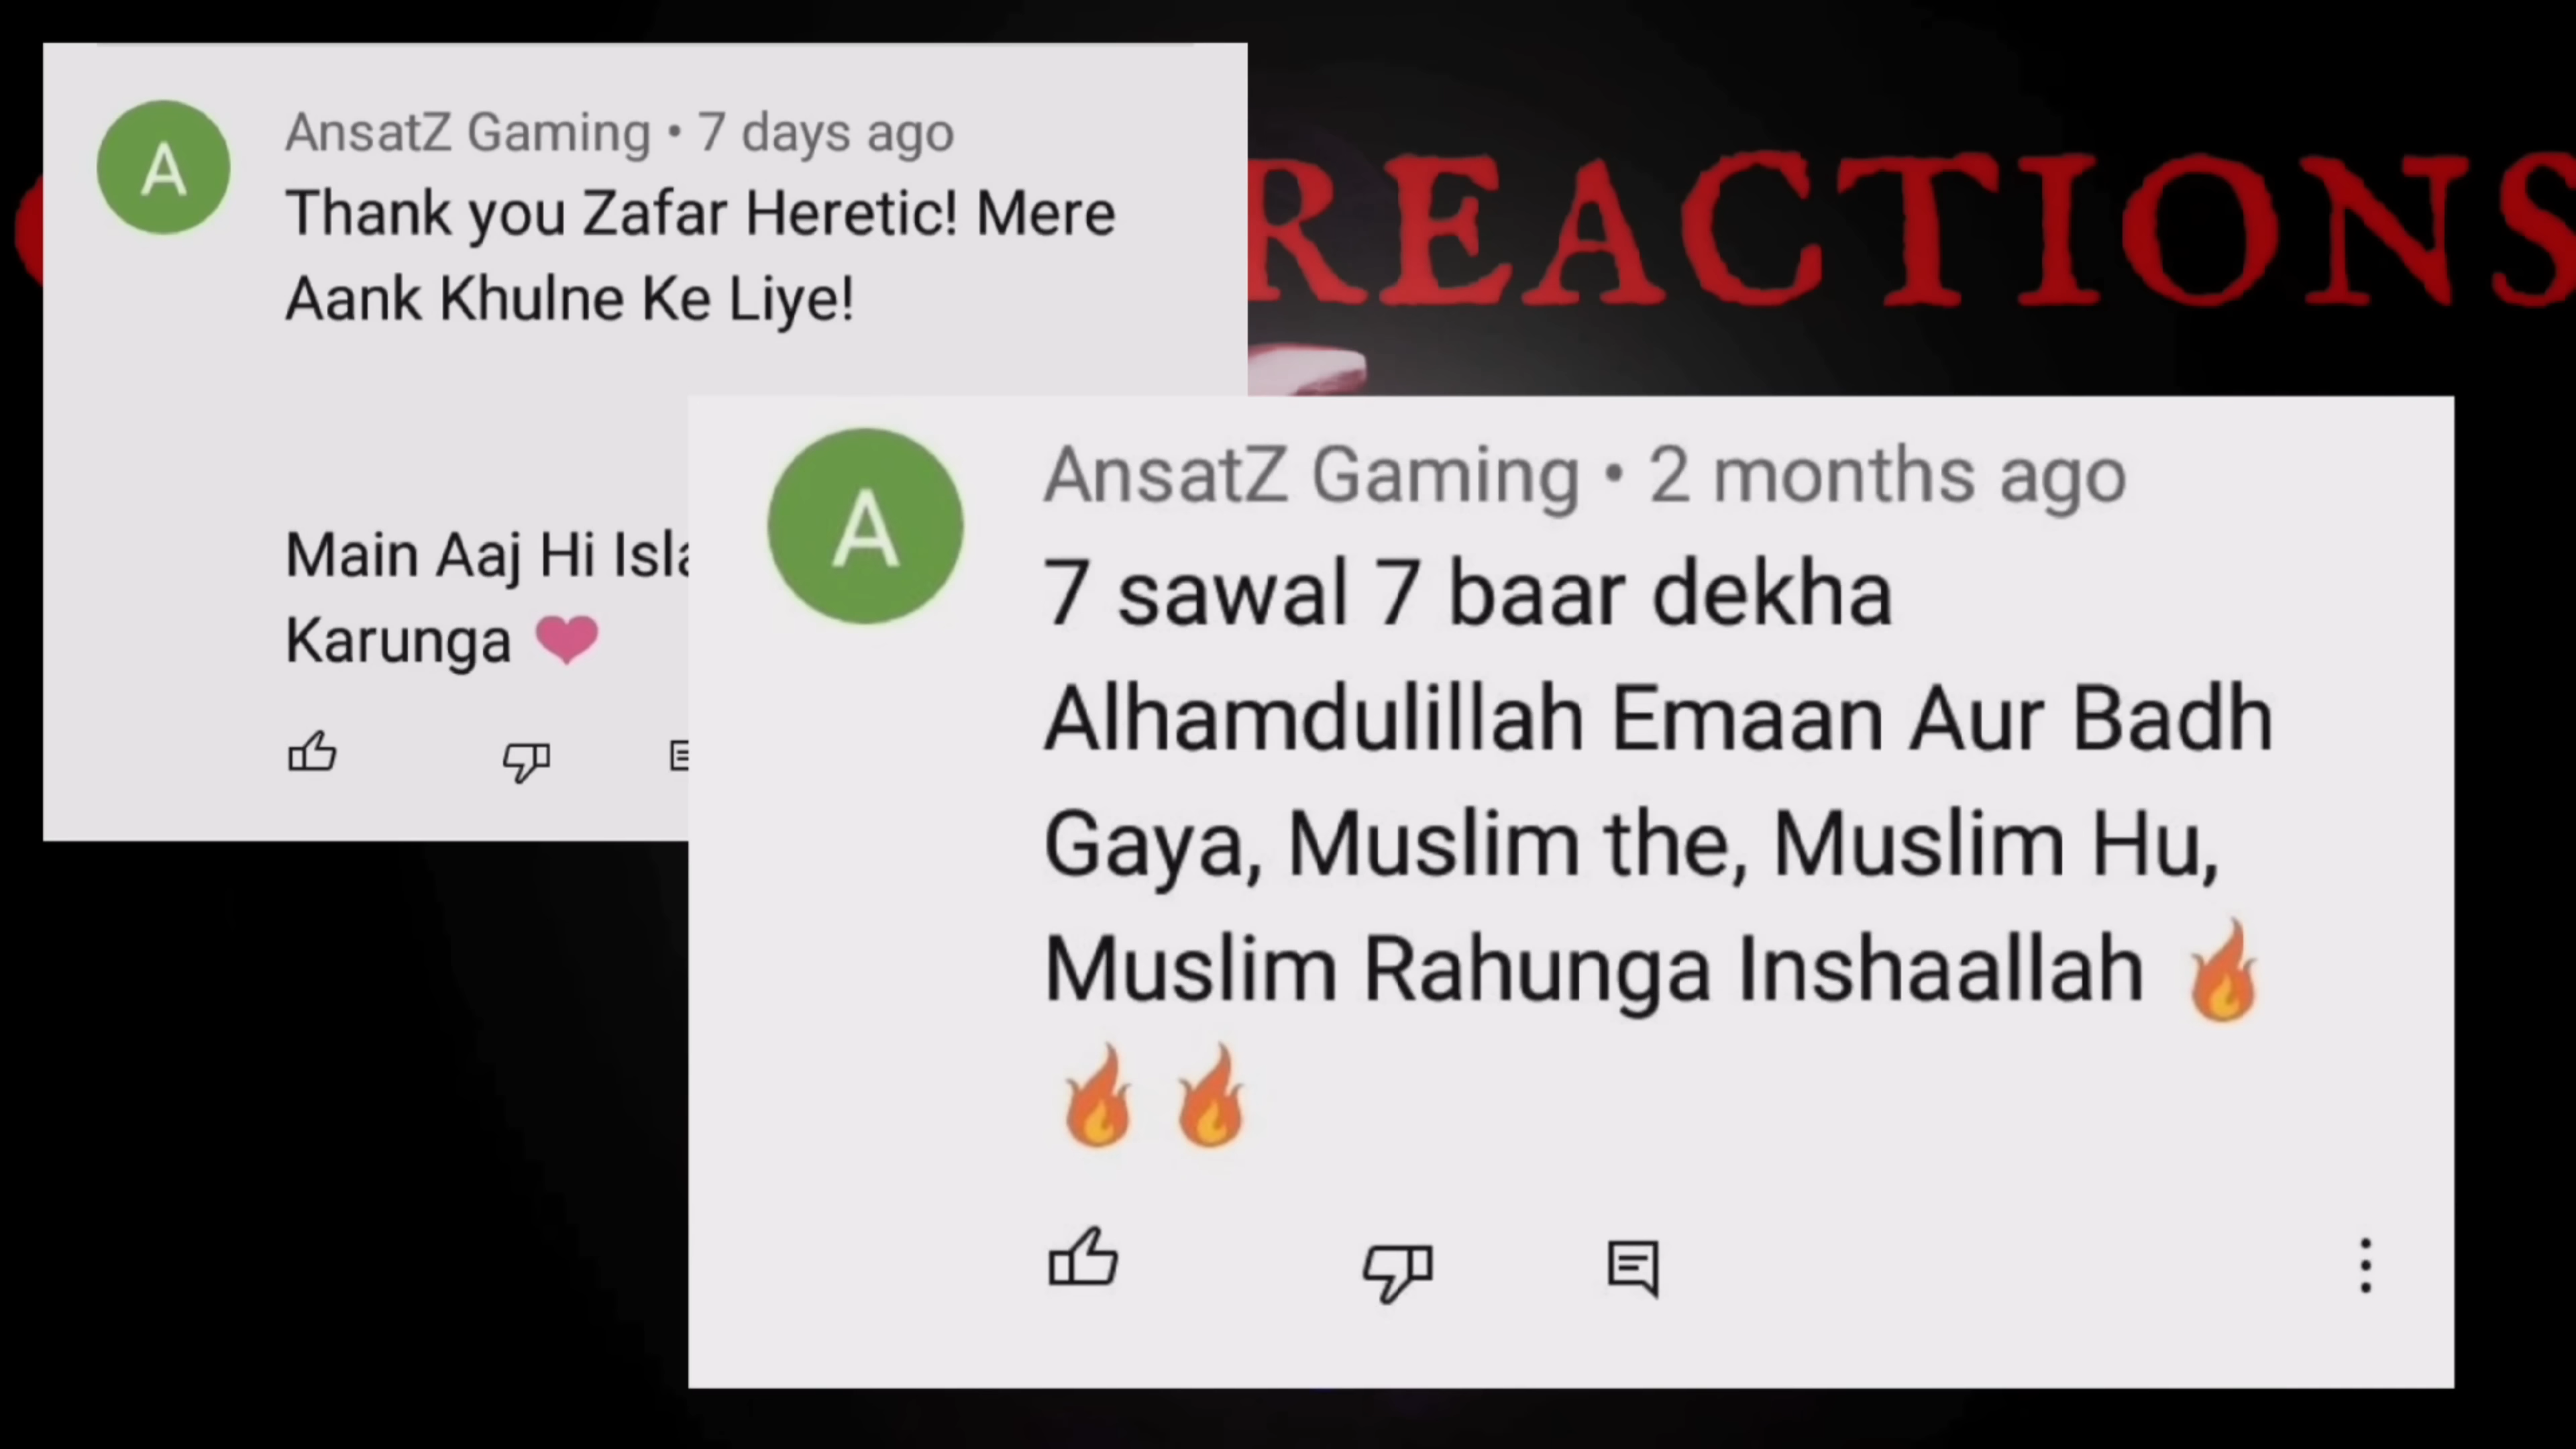 REACTIONS
AnsatZ Gaming • 7 days ago
Thank you Zafar Heretic! Mere
Aank Khulne Ke Liye!
Main Aaj Hi
Karunga ❤
A
AnsatZ Gaming • 2 months ago
7 sawal 7 baar dekha
Alhamdulillah Emaan Aur Badh
Gaya, Muslim the, Muslim Hu,
Muslim Rahunga Inshaallah 🔥
🔥 🔥
A